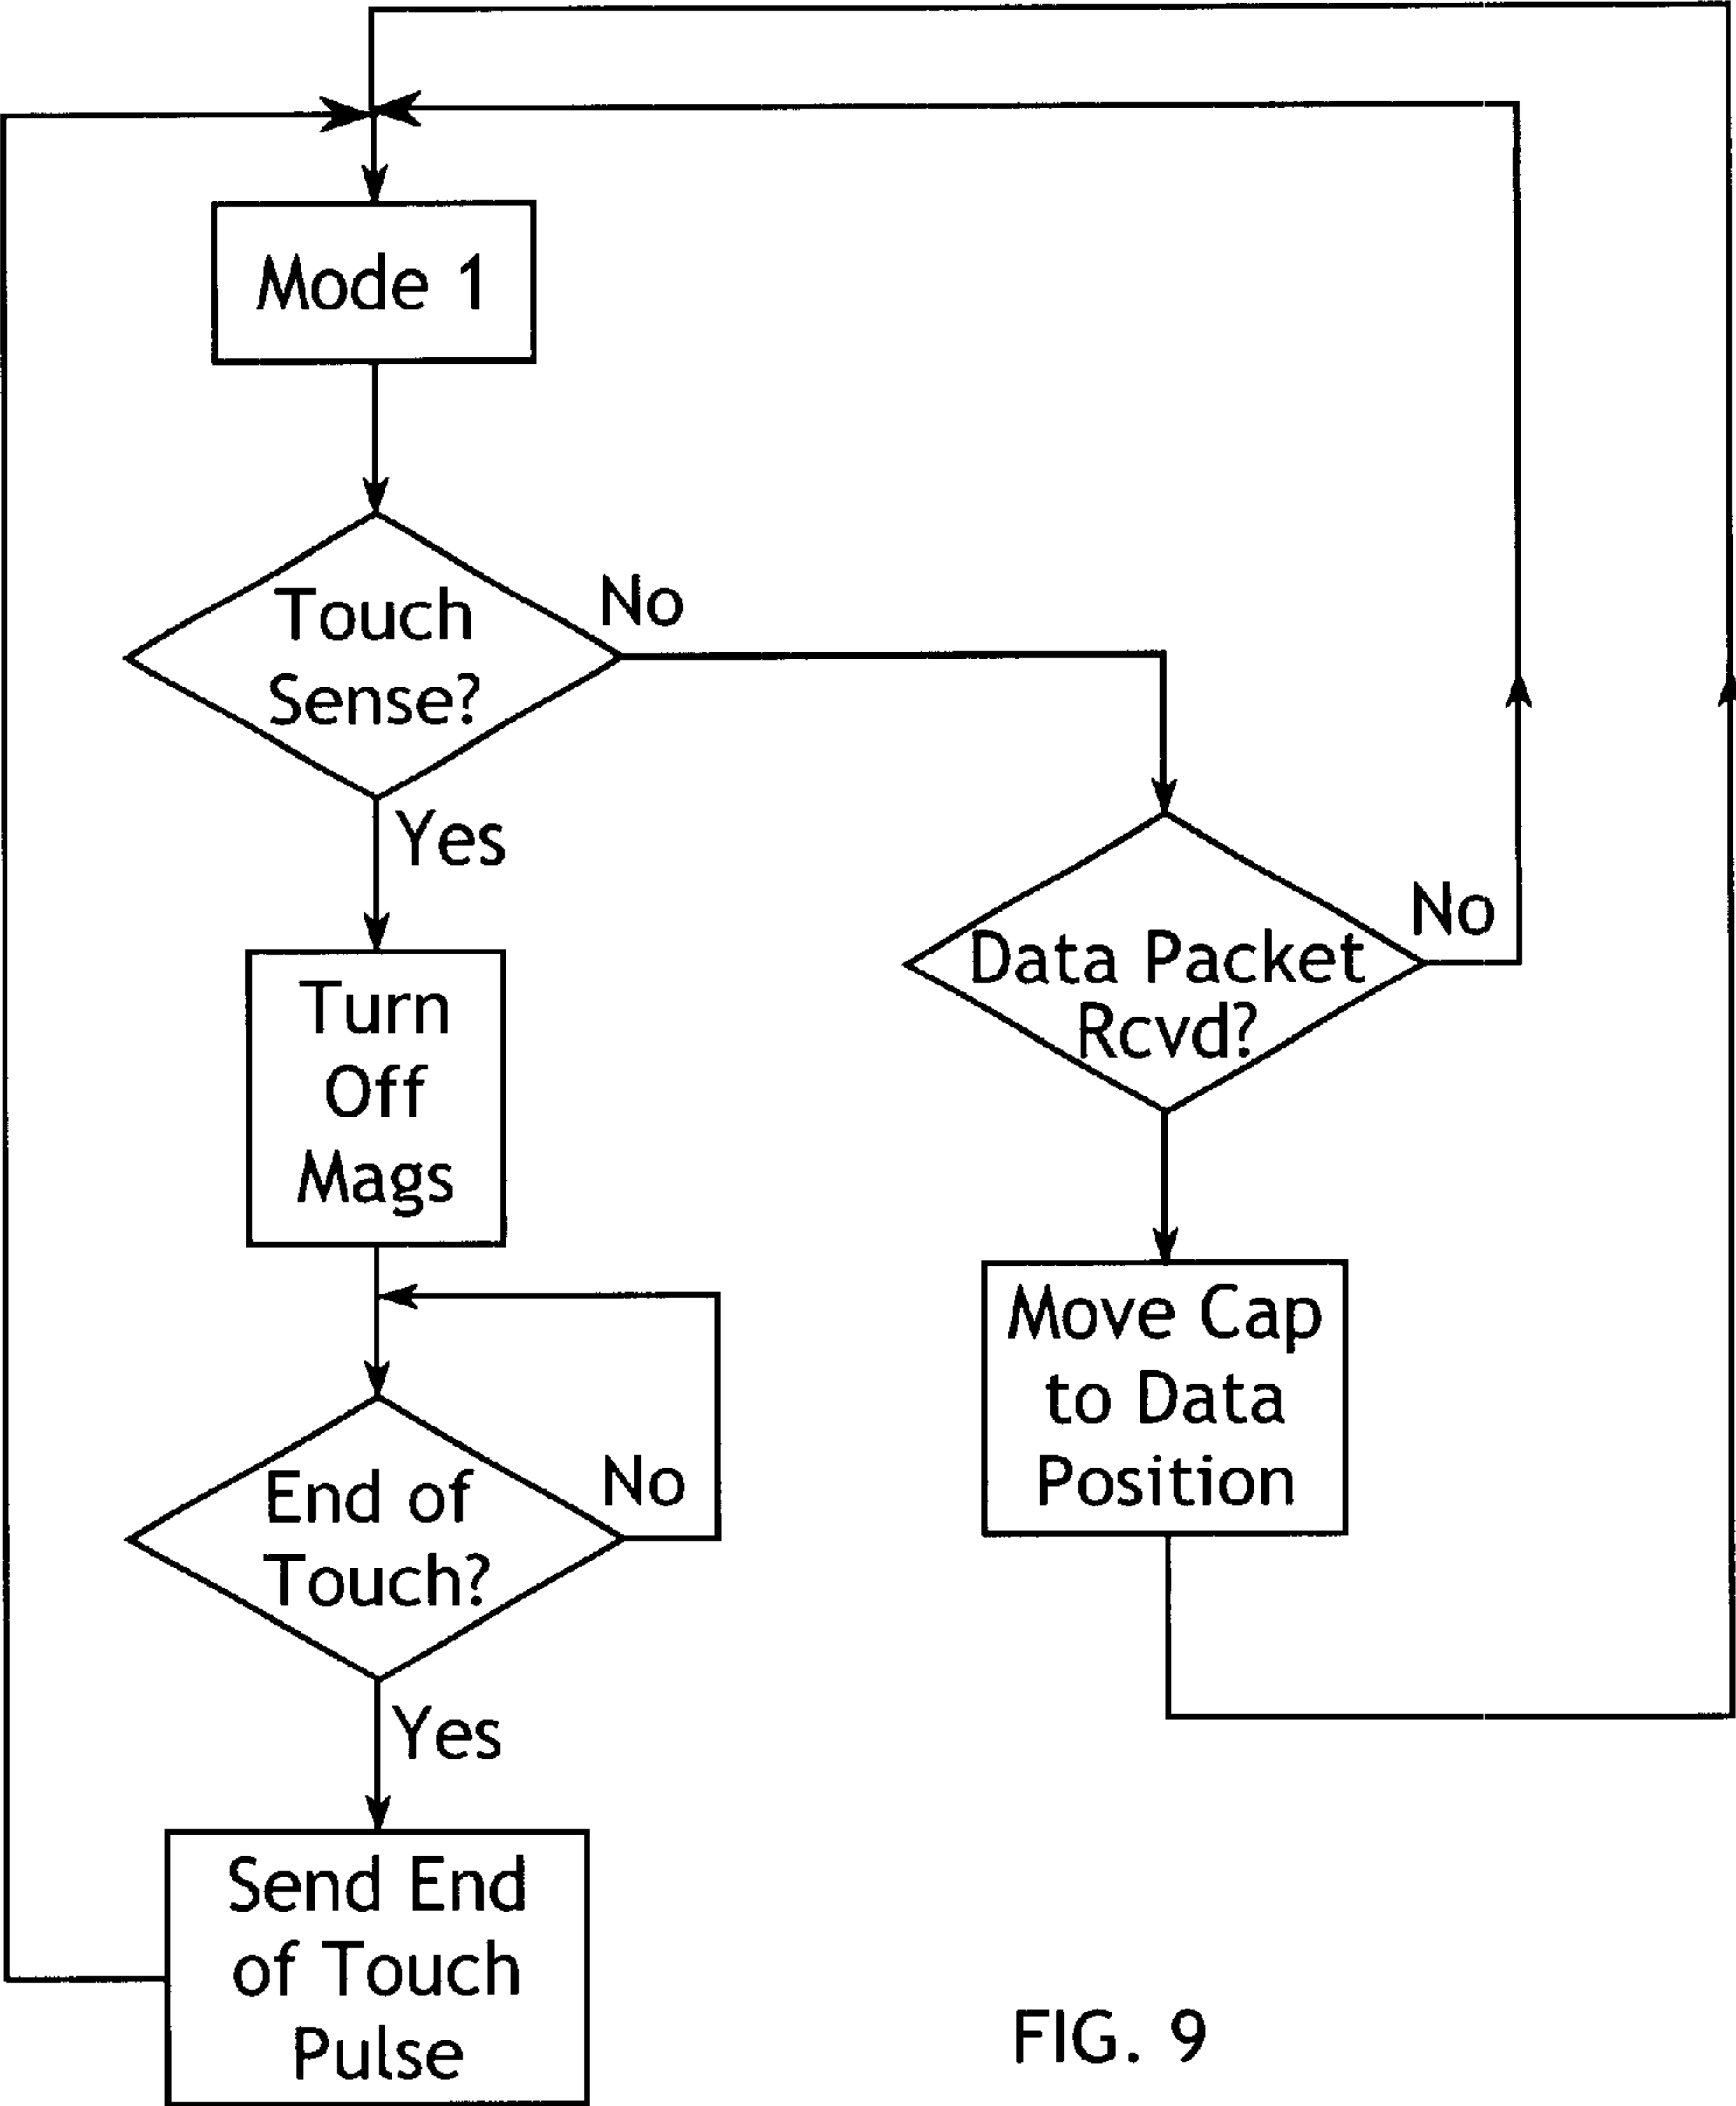 Mode 1
Touch
Sense?
No
Yes
Turn
Off
Mags
End of
Touch?
No
Yes
Send End
of Touch
Pulse
Data Packet
Rcvd?
No
Move Cap
to Data
Position
FIG. 9